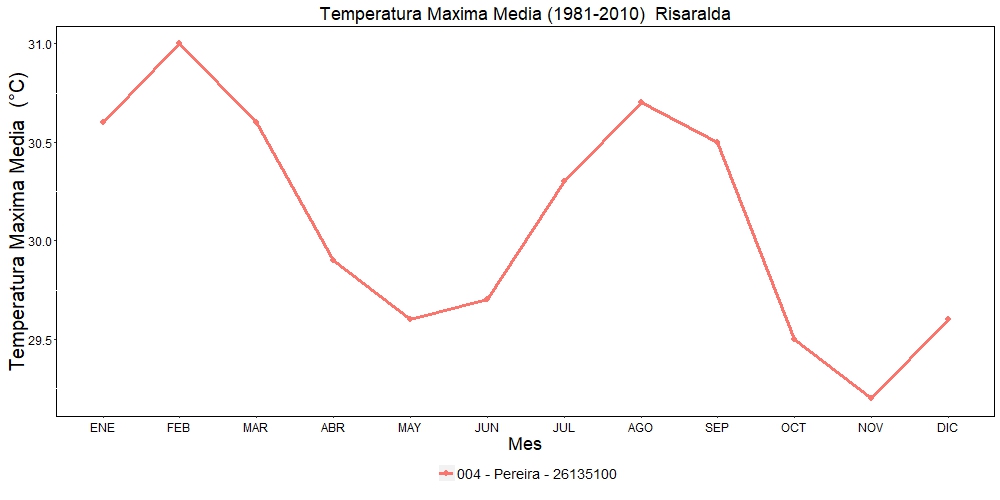 Temperatura Maxima Media (1981-2010)  Risaralda
Temperatura Maxima Media  (°C)
31.0
30.5
30.0
29.5
ENE FEB MAR ABR MAY JUN JUL AGO SEP OCT NOV DIC
Mes
004 - Pereira - 26135100